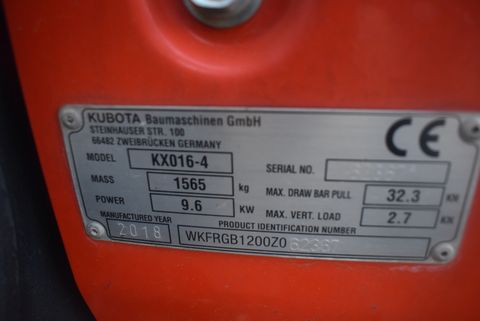 KUBOTA Baumaschinen GmbH
STEINHAUSER STR. 100
66482 ZWEIBRÜCKEN GERMANY
MODEL KX016-4
MASS 1565 kg
POWER 9.6 KW
MANUFACTURED YEAR
2018
CE
SERIAL NO.
MAX. DRAW BAR PULL 32.3 KN
MAX. VERT. LOAD 2.7 KN
PRODUCT IDENTIFICATION NUMBER
WKFRGB1200Z062367